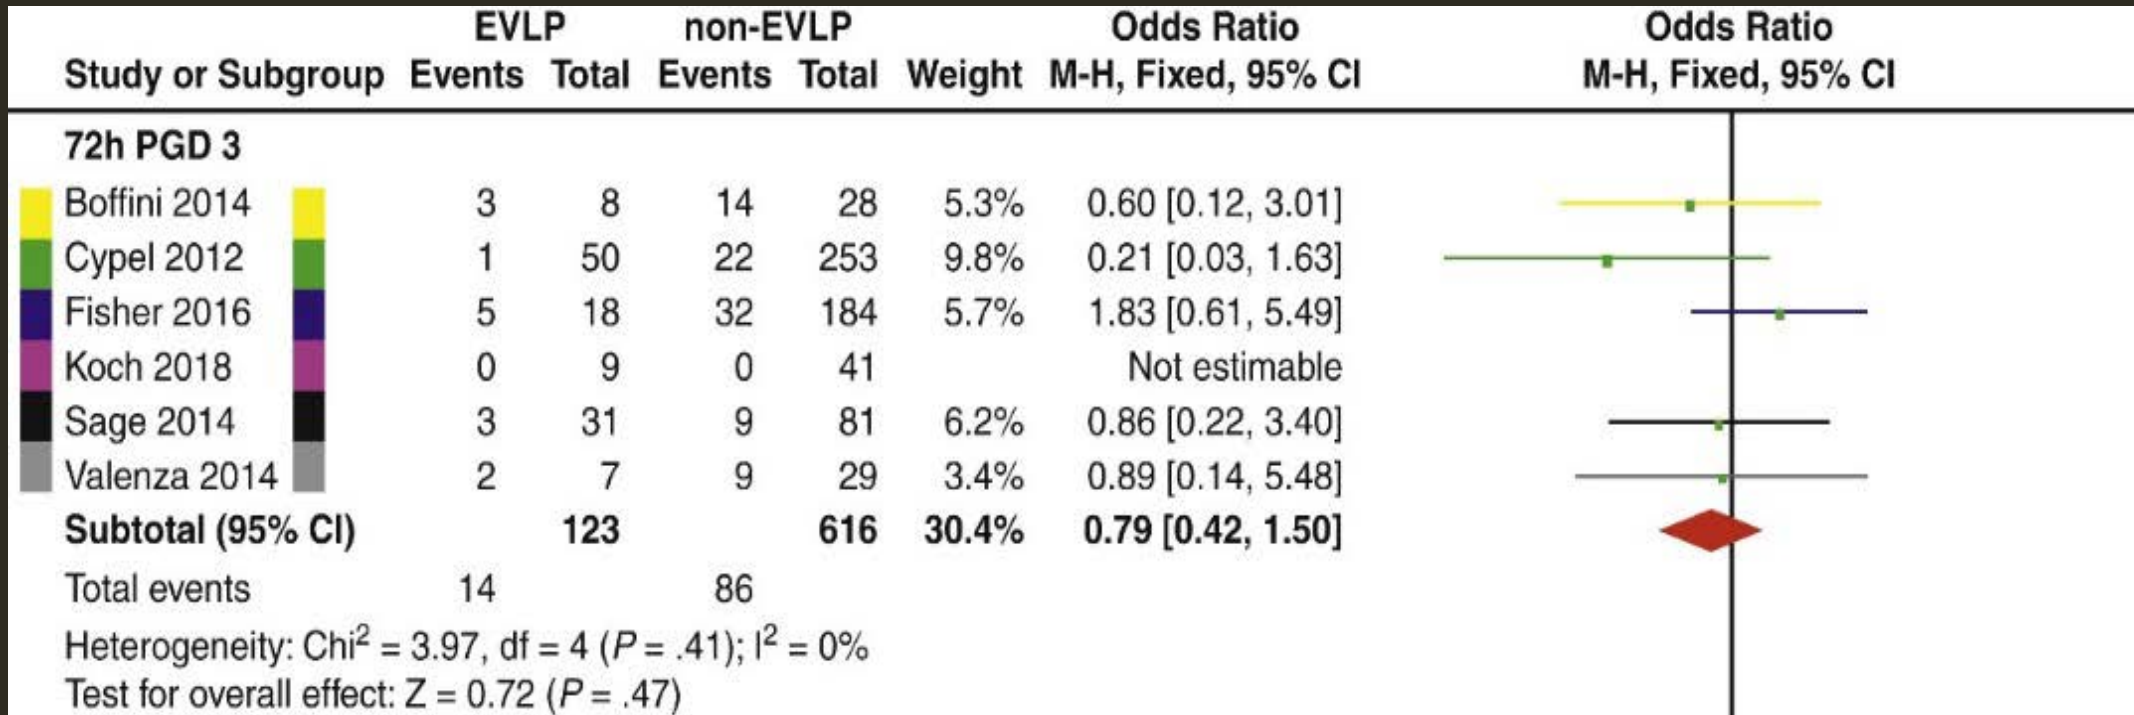 EVLP non-EVLP Odds Ratio Odds Ratio
Study or Subgroup Events Total Events Total Weight M-H, Fixed, 95% CI M-H, Fixed, 95% CI
72h PGD 3
Boffini 2014 3 8 14 28 5.3% 0.60 [0.12, 3.01]
Cypel 2012 1 50 22 253 9.8% 0.21 [0.03, 1.63]
Fisher 2016 5 18 32 184 5.7% 1.83 [0.61, 5.49]
Koch 2018 0 9 0 41 Not estimable
Sage 2014 3 31 9 81 6.2% 0.86 [0.22, 3.40]
Valenza 2014 2 7 9 29 3.4% 0.89 [0.14, 5.48]
Subtotal (95% CI) 123 616 30.4% 0.79 [0.42, 1.50]
Total events 14 86
Heterogeneity: Chi² = 3.97, df = 4 (P = .41); I² = 0%
Test for overall effect: Z = 0.72 (P = .47)